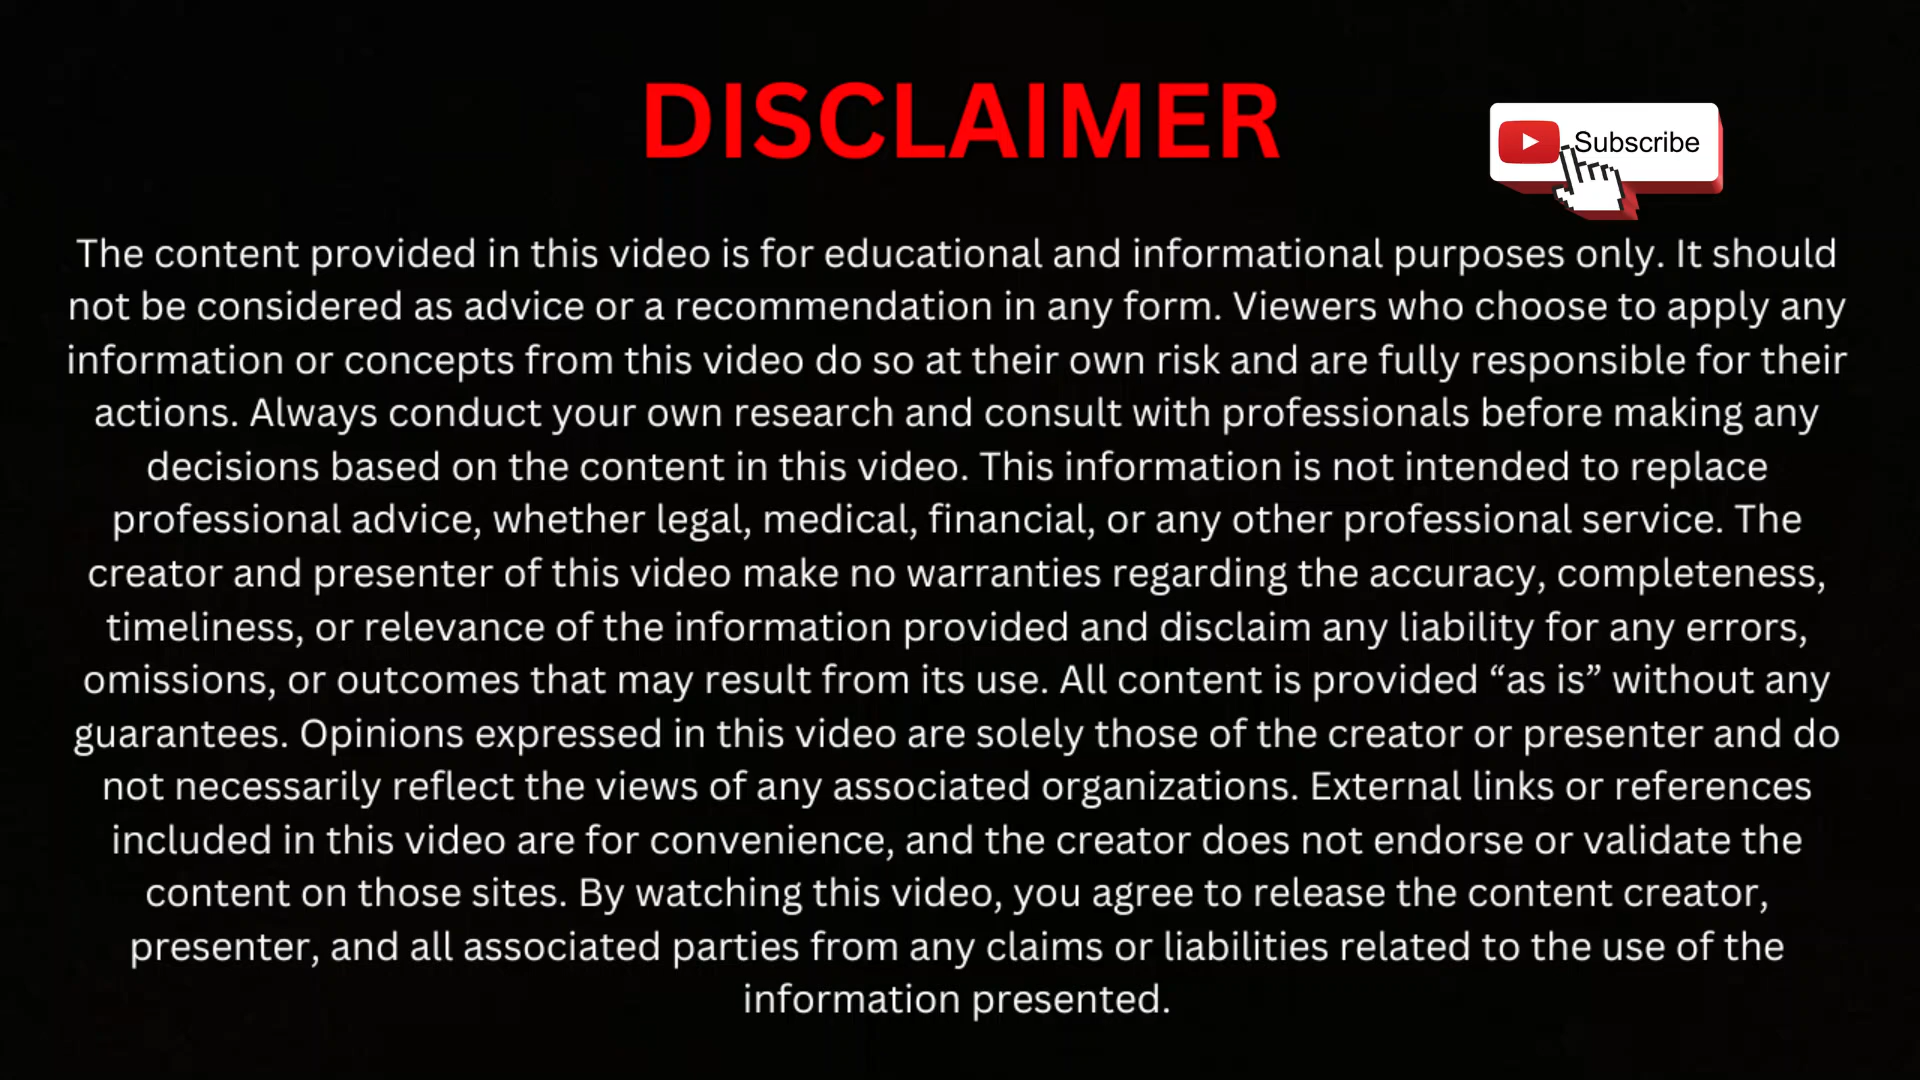 DISCLAIMER
Subscribe
The content provided in this video is for educational and informational purposes only. It should
not be considered as advice or a recommendation in any form. Viewers who choose to apply any
information or concepts from this video do so at their own risk and are fully responsible for their
actions. Always conduct your own research and consult with professionals before making any
decisions based on the content in this video. This information is not intended to replace
professional advice, whether legal, medical, financial, or any other professional service. The
creator and presenter of this video make no warranties regarding the accuracy, completeness,
timeliness, or relevance of the information provided and disclaim any liability for any errors,
omissions, or outcomes that may result from its use. All content is provided “as is” without any
guarantees. Opinions expressed in this video are solely those of the creator or presenter and do
not necessarily reflect the views of any associated organizations. External links or references
included in this video are for convenience, and the creator does not endorse or validate the
content on those sites. By watching this video, you agree to release the content creator,
presenter, and all associated parties from any claims or liabilities related to the use of the
information presented.